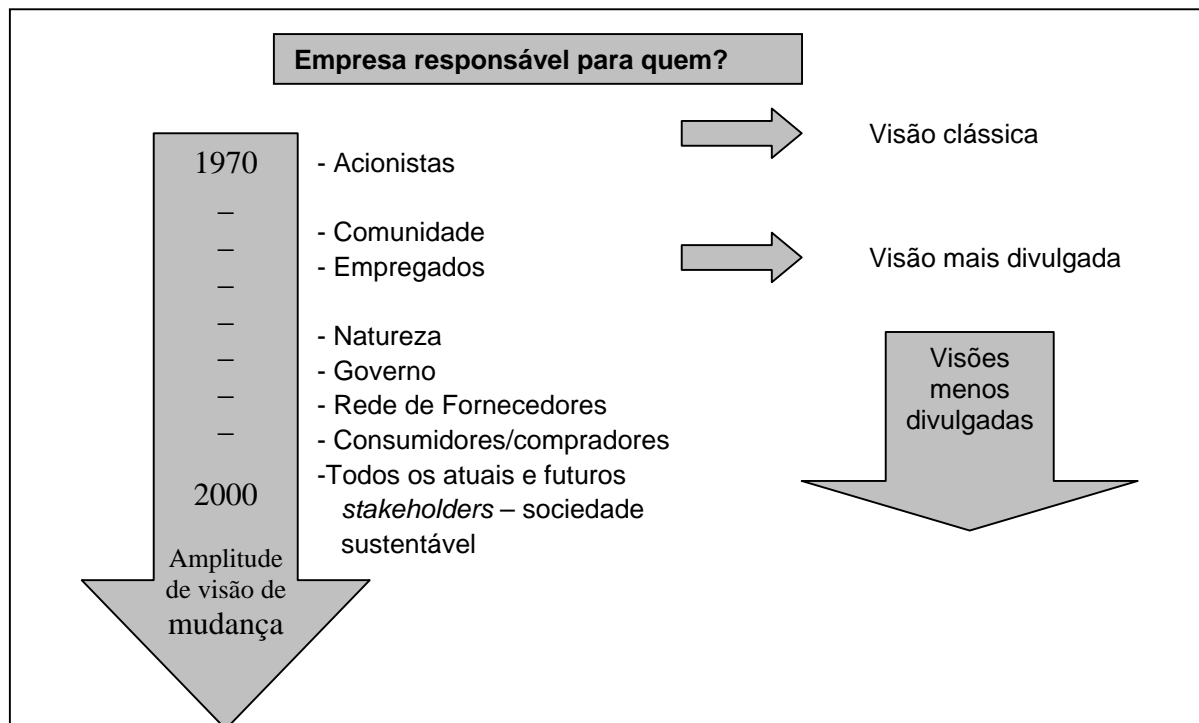 Empresa responsável para quem?
Visão clássica
1970
- Acionistas
–
- Comunidade
–
- Empregados
Visão mais divulgada
–
–
- Natureza
–
- Governo
–
- Rede de Fornecedores
–
- Consumidores/compradores
Visões
menos
divulgadas
-Todos os atuais e futuros
2000
stakeholders – sociedade
sustentável
Amplitude
de visão de
mudança